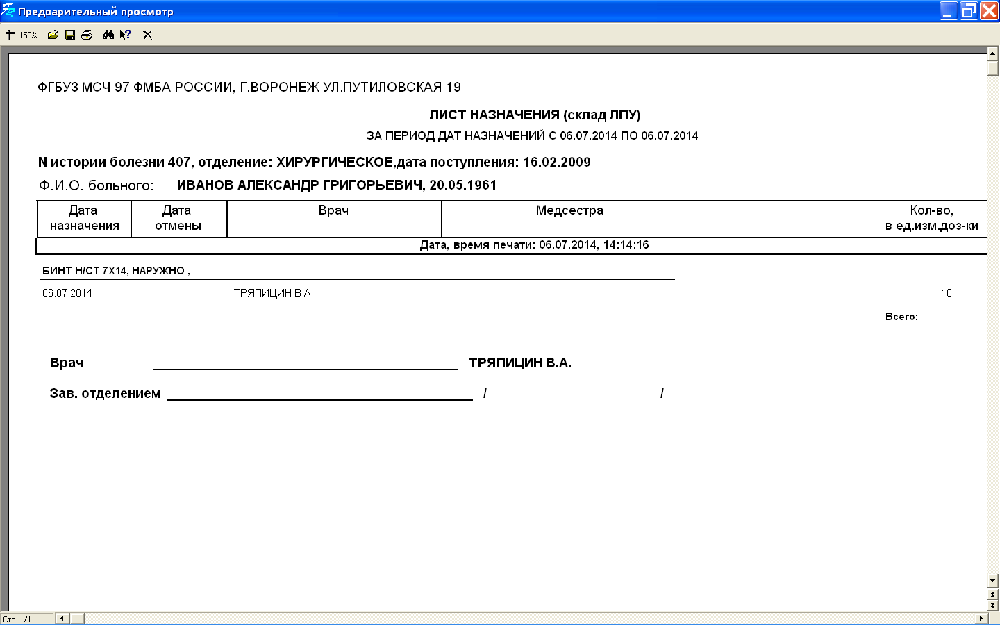 Предварительный просмотр
150%
ФГБУЗ МСЧ 97 ФМБА РОССИИ, Г.ВОРОНЕЖ УЛ.ПУТИЛОВСКАЯ 19
ЛИСТ НАЗНАЧЕНИЯ (склад ЛПУ)
ЗА ПЕРИОД ДАТ НАЗНАЧЕНИЙ С 06.07.2014 ПО 06.07.2014
N истории болезни 407, отделение: ХИРУРГИЧЕСКОЕ,дата поступления: 16.02.2009
Ф.И.О. больного: ИВАНОВ АЛЕКСАНДР ГРИГОРЬЕВИЧ, 20.05.1961
Дата Дата Врач Медсестра Кол-во,
назначения отмены в ед.изм.доз-ки
Дата, время печати: 06.07.2014, 14:14:16
БИНТ Н/СТ 7Х14, НАРУЖНО ,
06.07.2014 ТРЯПИЦИН В.А. .. 10
Всего:
Врач ТРЯПИЦИН В.А.
Зав. отделением / /
Стр. 1/1